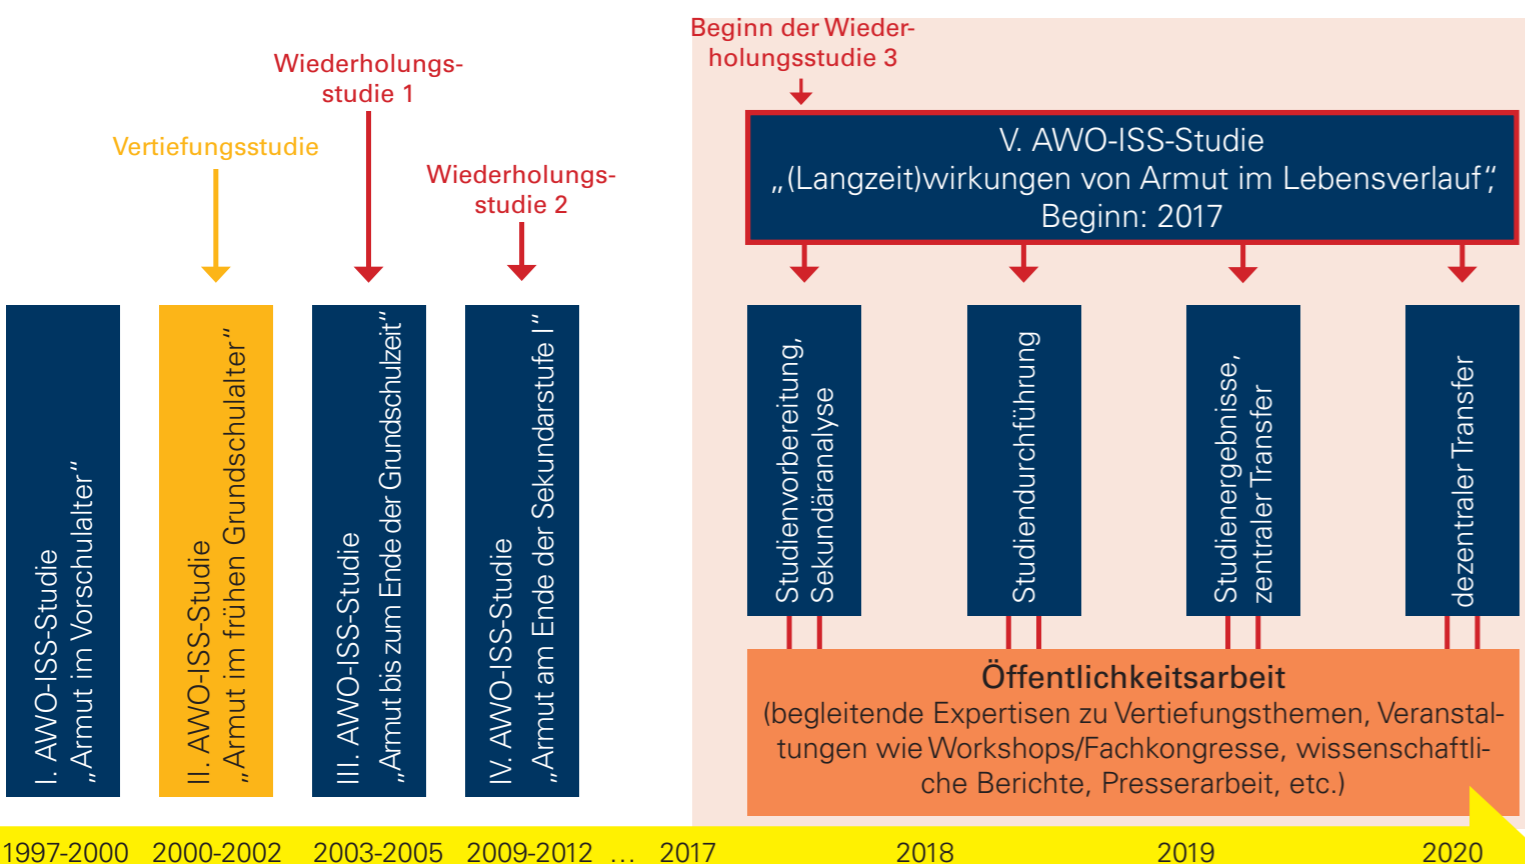 Vertiefungsstudie
Wiederholungs-
studie 1
Wiederholungs-
studie 2
Beginn der Wieder-
holungsstudie 3
V. AWO-ISS-Studie
„(Langzeit)wirkungen von Armut im Lebensverlauf“,
Beginn: 2017
I. AWO-ISS-Studie
„Armut im Vorschulalter“
II. AWO-ISS-Studie
„Armut im frühen Grundschulalter“
III. AWO-ISS-Studie
„Armut bis zum Ende der Grundschulzeit“
IV. AWO-ISS-Studie
„Armut am Ende der Sekundarstufe I“
Studienvorbereitung,
Sekundäranalyse
Studiendurchführung
Studienergebnisse,
zentraler Transfer
dezentraler Transfer
Öffentlichkeitsarbeit
(begleitende Expertisen zu Vertiefungsthemen, Veranstal-
tungen wie Workshops/Fachkongresse, wissenschaftli-
che Berichte, Presserarbeit, etc.)
1997-2000 2000-2002 2003-2005 2009-2012 … 2017 2018 2019 2020